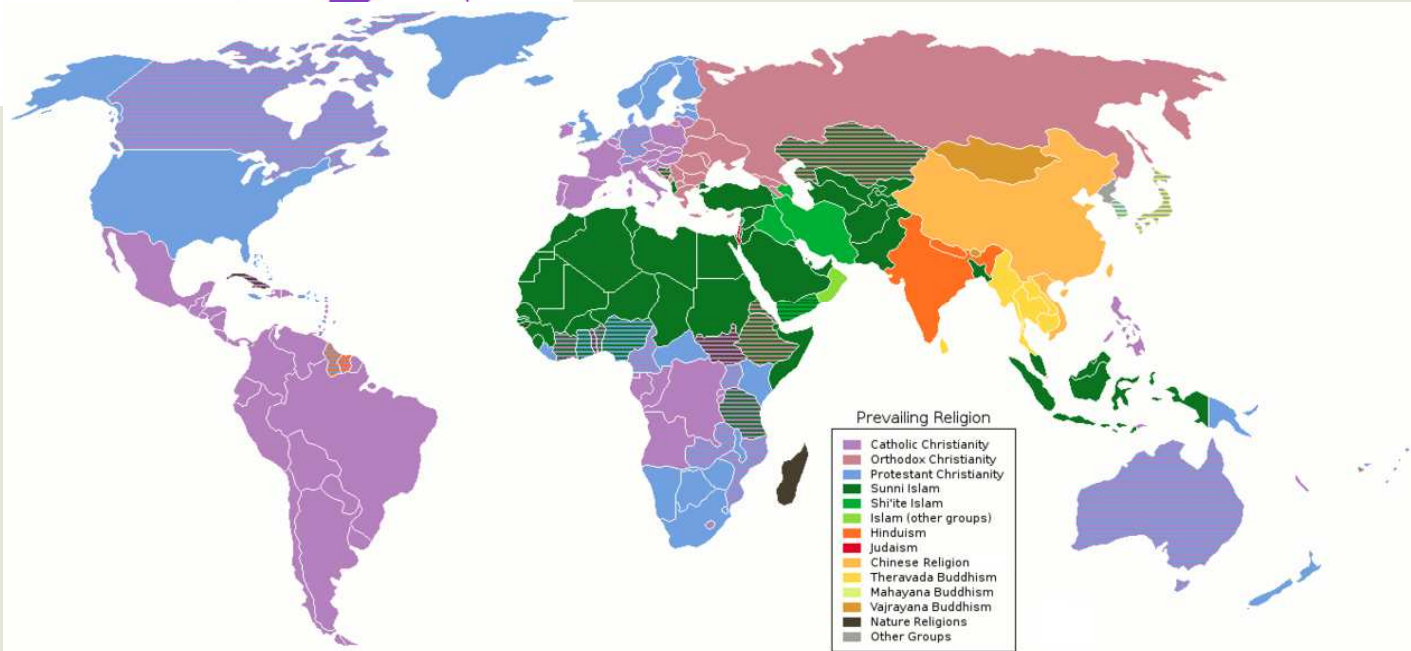 Prevailing Religion
Catholic Christianity
Orthodox Christianity
Protestant Christianity
Sunni Islam
Shi'ite Islam
Islam (other groups)
Hinduism
Judaism
Chinese Religion
Theravada Buddhism
Mahayana Buddhism
Vajrayana Buddhism
Nature Religions
Other Groups